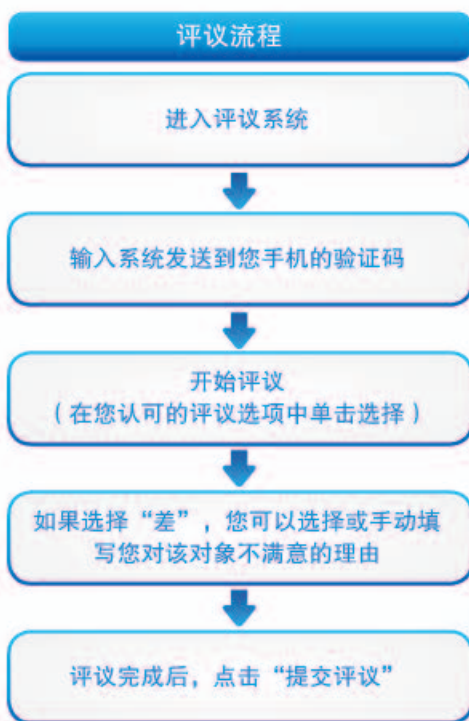 评议流程
进入评议系统
输入系统发送到您手机的验证码
开始评议
（在您认可的评议选项中单击选择）
如果选择“差”，您可以选择或手动填
写您对该对象不满意的理由
评议完成后，点击“提交评议”